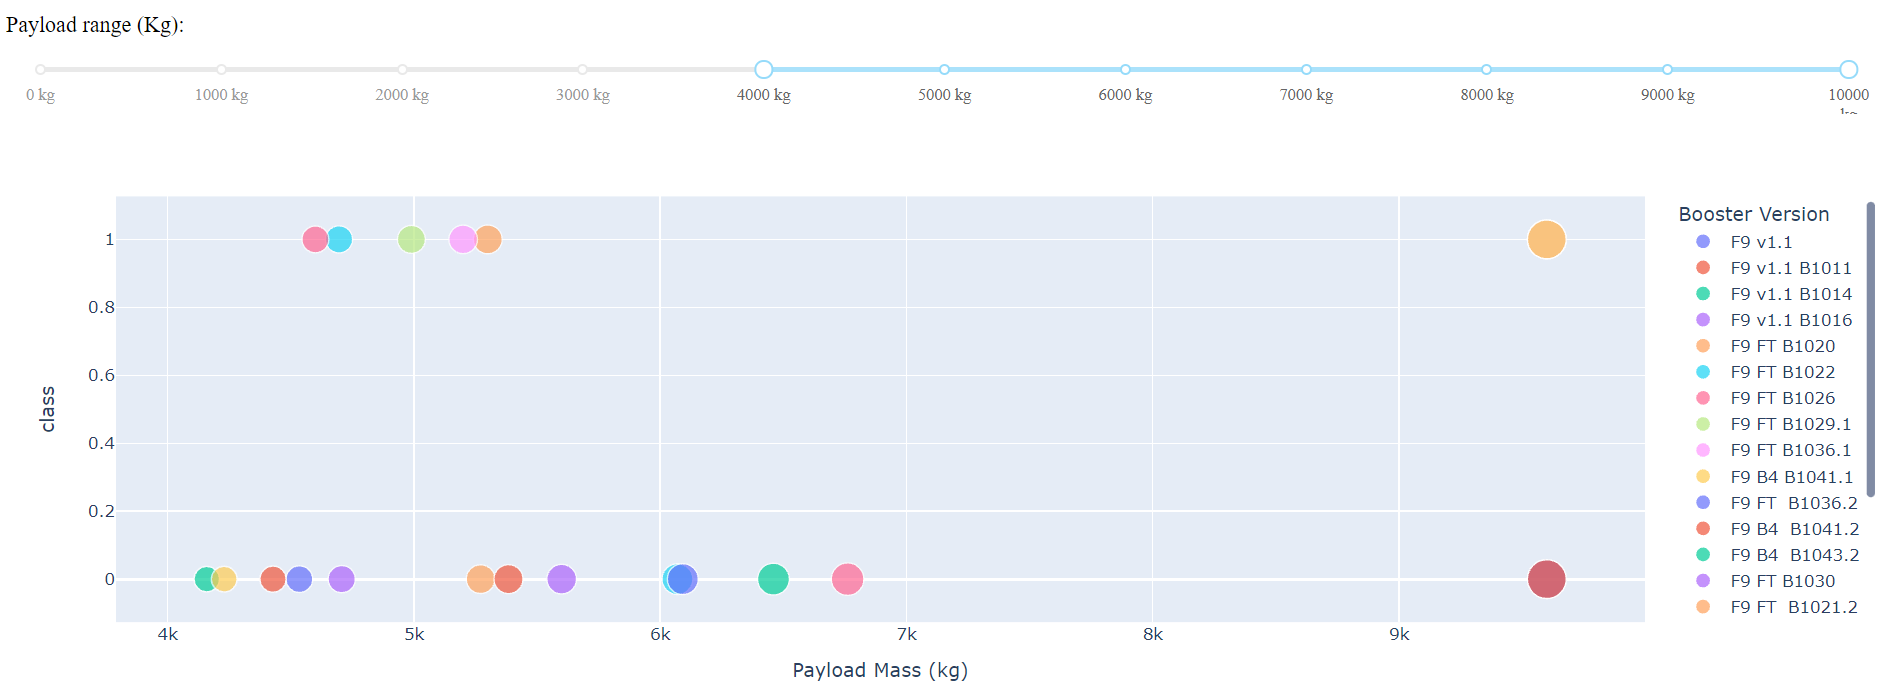 Payload range (Kg):
0 kg 1000 kg 2000 kg 3000 kg 4000 kg 5000 kg 6000 kg 7000 kg 8000 kg 9000 kg 10000
1
0.8
0.6
0.4
0.2
0
class
4k 5k 6k 7k 8k 9k
Payload Mass (kg)
Booster Version
F9 v1.1
F9 v1.1 B1011
F9 v1.1 B1014
F9 v1.1 B1016
F9 FT B1020
F9 FT B1022
F9 FT B1026
F9 FT B1029.1
F9 FT B1036.1
F9 B4 B1041.1
F9 FT  B1036.2
F9 B4  B1041.2
F9 B4  B1043.2
F9 FT B1030
F9 FT  B1021.2